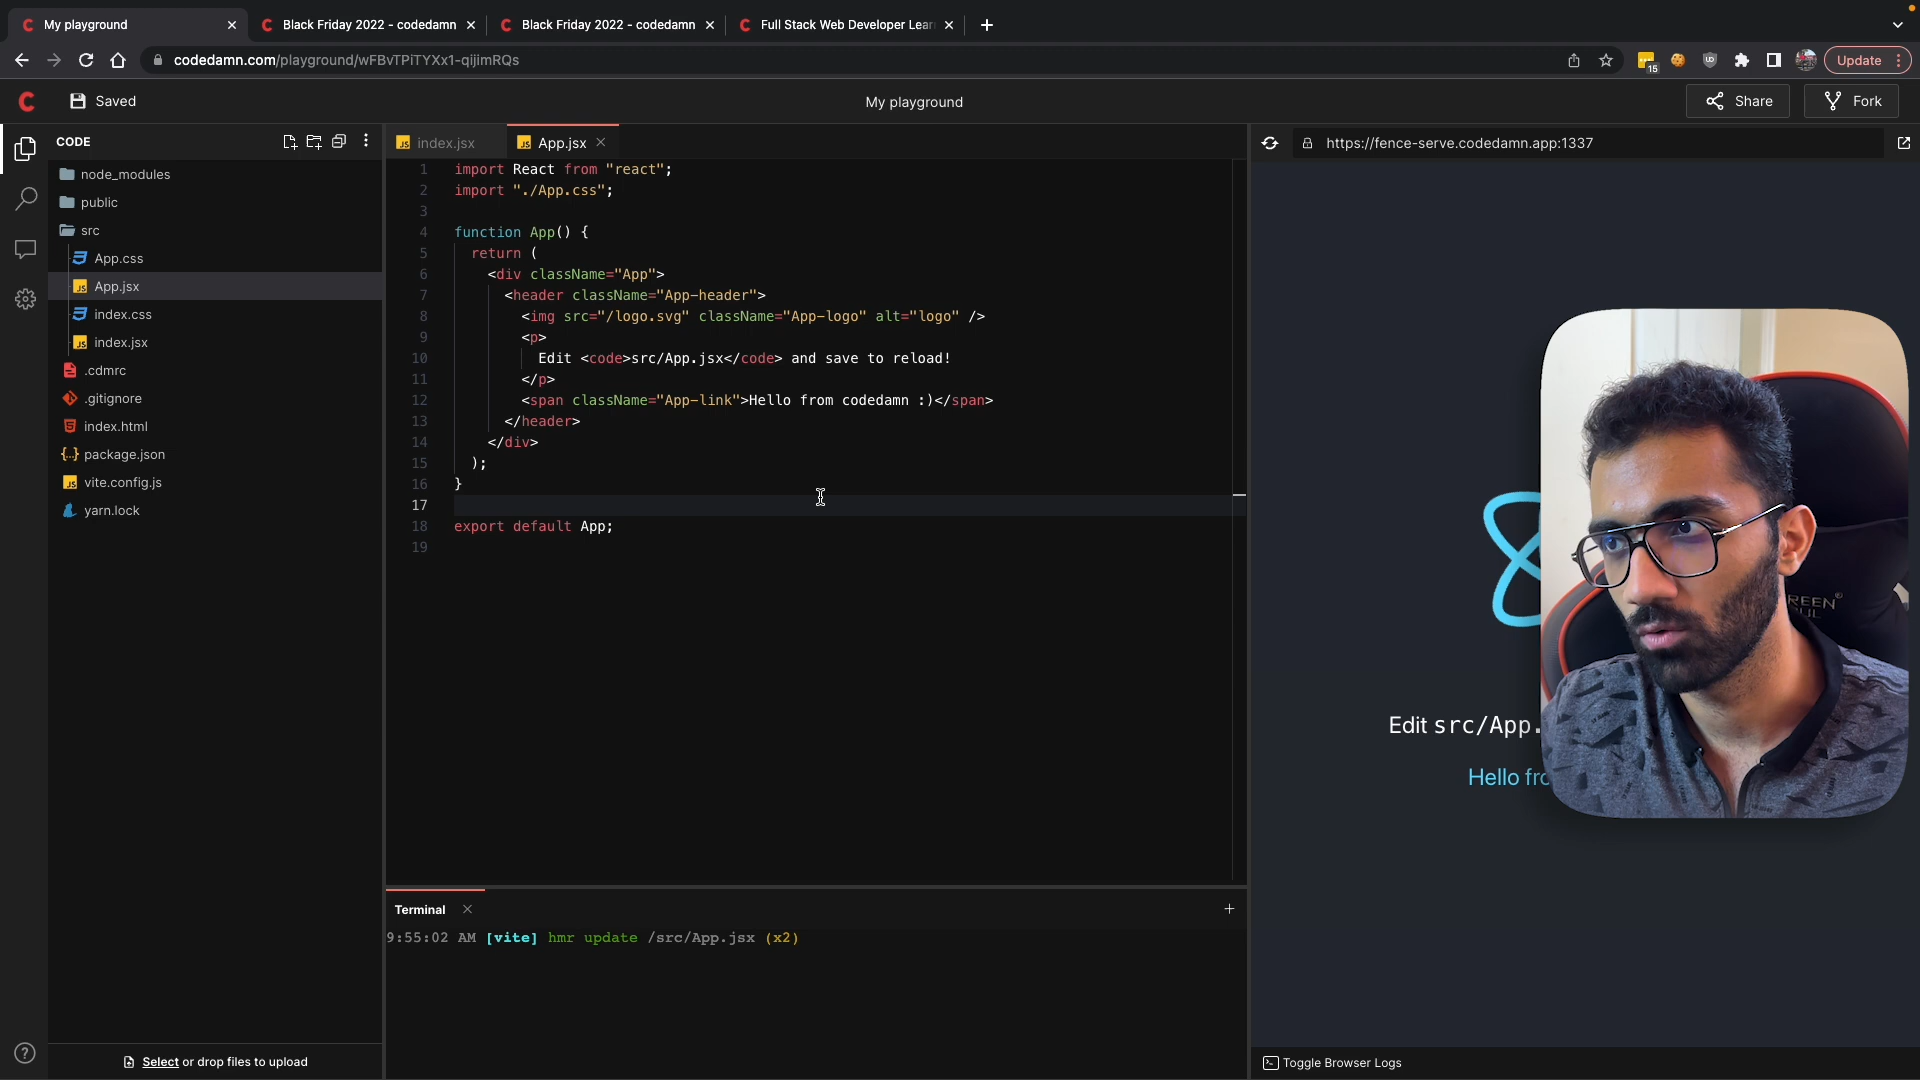 My playground
Black Friday 2022 - codedamn
Black Friday 2022 - codedamn
Full Stack Web Developer Lear
codedamn.com/playground/wFBvTPiTYXx1-qijimRQs
15
Update
Saved
My playground
Share
Fork
CODE
node_modules
public
src
App.css
App.jsx
index.css
index.jsx
.cdmrc
.gitignore
index.html
package.json
vite.config.js
yarn.lock
Select or drop files to upload
index.jsx
App.jsx
1 import React from "react";
2 import "./App.css";
3
4 function App() {
5 return (
6 <div className="App">
7 <header className="App-header">
8 <img src="/logo.svg" className="App-logo" alt="logo" />
9 <p>
10 Edit <code>src/App.jsx</code> and save to reload!
11 </p>
12 <span className="App-link">Hello from codedamn :)</span>
13 </header>
14 </div>
15 );
16 }
17
18 export default App;
19
Terminal
9:55:02 AM [vite] hmr update /src/App.jsx (x2)
https://fence-serve.codedamn.app:1337
Edit src/App.
Hello fro
Toggle Browser Logs